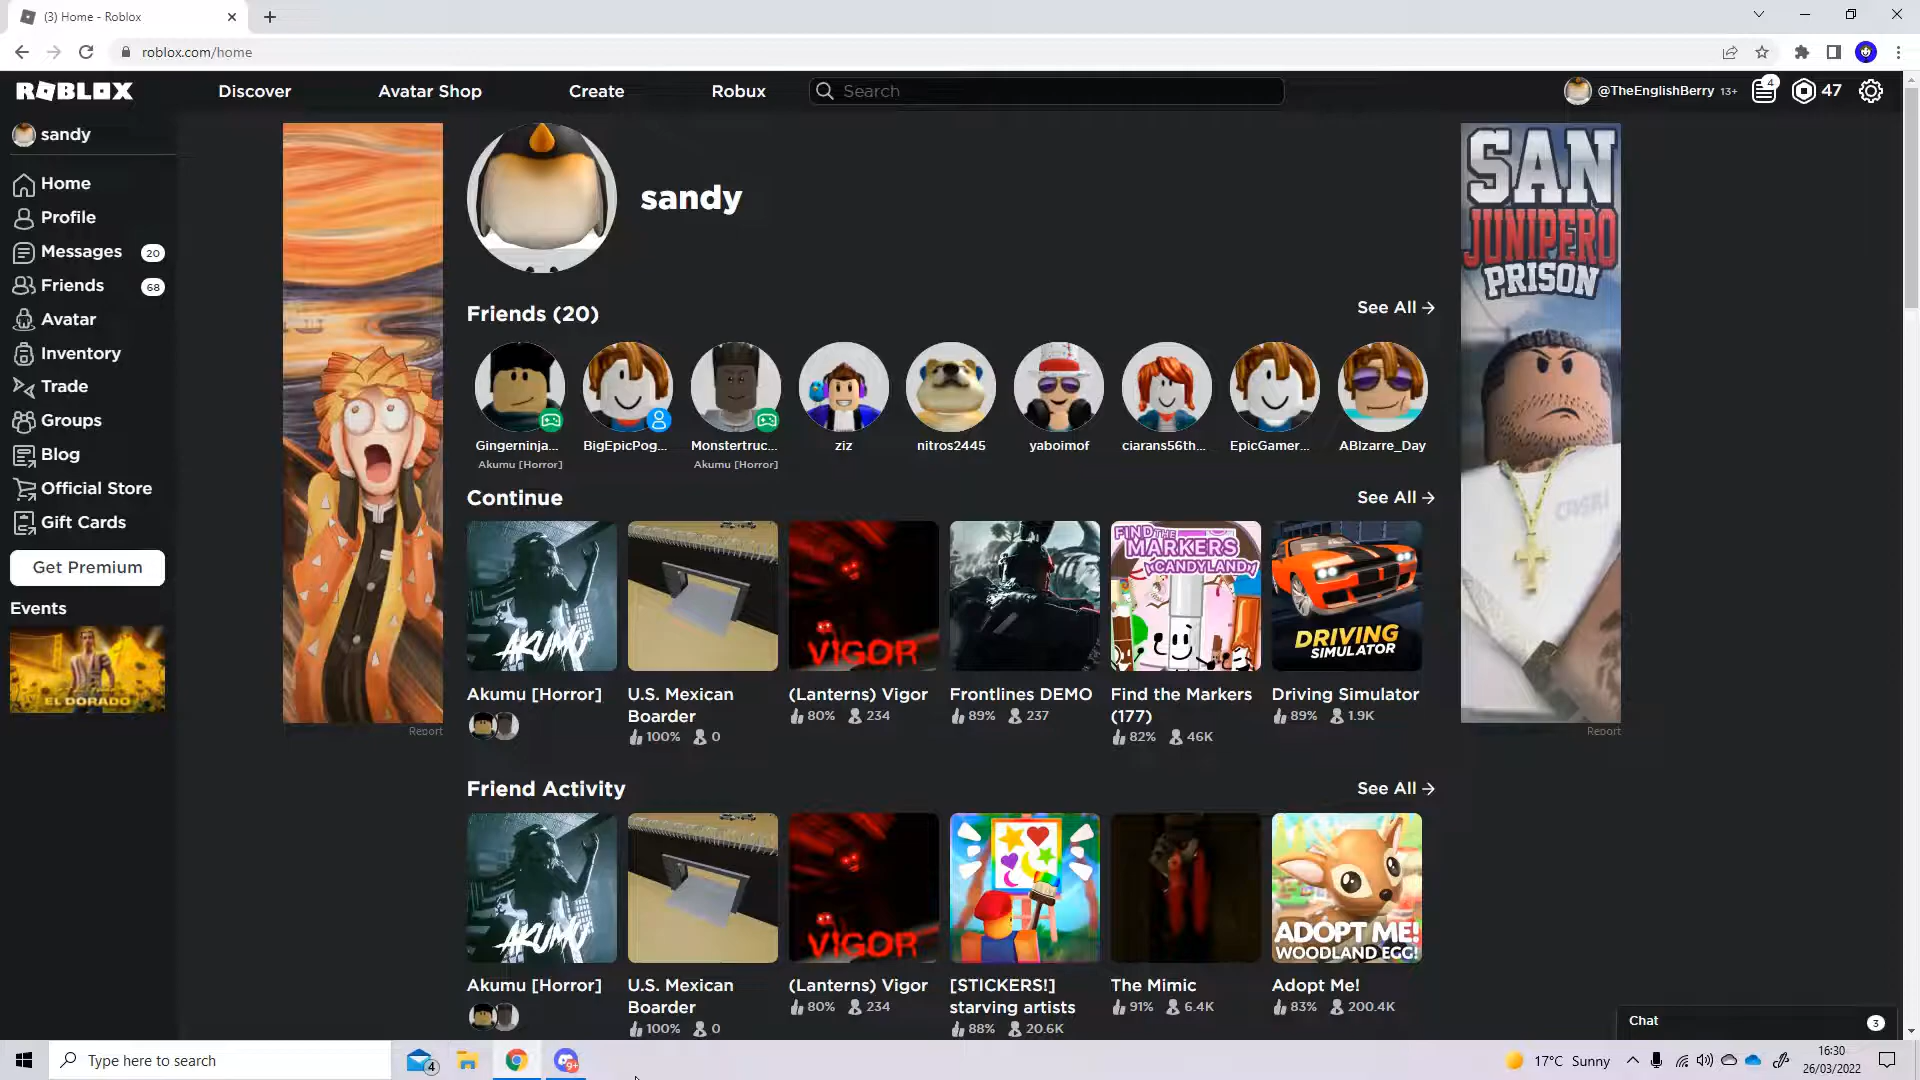 (3) Home - Roblox
roblox.com/home
ROBLOX
Discover
Avatar Shop
Create
Robux
Search
@TheEnglishBerry 13+
4
47
sandy
Home
Profile
Messages 20
Friends 68
Avatar
Inventory
Trade
Groups
Blog
Official Store
Gift Cards
Get Premium
Events
EL DORADO
Report
sandy
Friends (20)
See All →
Gingerninja...
Akumu [Horror]
BigEpicPog...
Monstertruc...
Akumu [Horror]
ziz
nitros2445
yaboimof
ciarans56th...
EpicGamer...
ABIzarre_Day
Continue
See All →
AKUMU
VIGOR
FIND THE
MARKERS
CANDYLAND
DRIVING
SIMULATOR
Akumu [Horror]
U.S. Mexican
Boarder
100% 0
(Lanterns) Vigor
80% 234
Frontlines DEMO
89% 237
Find the Markers
(177)
82% 46K
Driving Simulator
89% 1.9K
Friend Activity
See All →
AKUMU
VIGOR
ADOPT ME!
WOODLAND EGG!
Akumu [Horror]
U.S. Mexican
Boarder
100% 0
(Lanterns) Vigor
80% 234
[STICKERS!]
starving artists
88% 20.6K
The Mimic
91% 6.4K
Adopt Me!
83% 200.4K
SAN
JUNIPERO
PRISON
Report
Chat 3
Type here to search
4
9+
17°C Sunny
16:30
26/03/2022